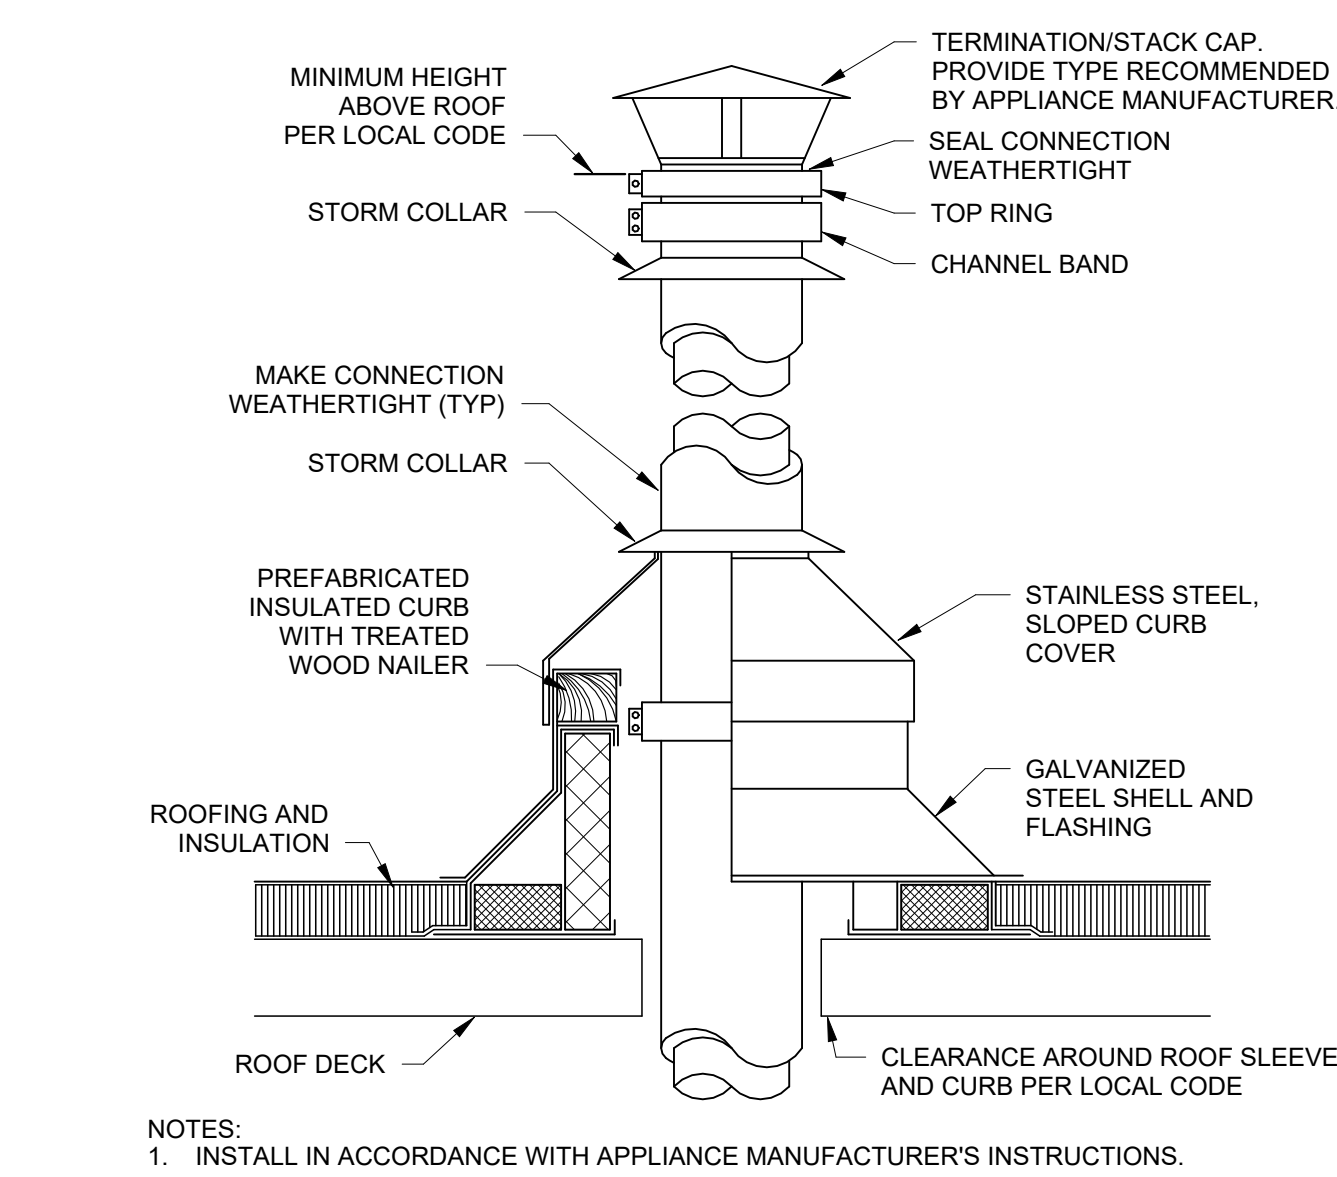 TERMINATION/STACK CAP.
PROVIDE TYPE RECOMMENDED
BY APPLIANCE MANUFACTURER.
MINIMUM HEIGHT
ABOVE ROOF
PER LOCAL CODE
SEAL CONNECTION
WEATHERTIGHT
STORM COLLAR
TOP RING
CHANNEL BAND
MAKE CONNECTION
WEATHERTIGHT (TYP)
STORM COLLAR
PREFABRICATED
INSULATED CURB
WITH TREATED
WOOD NAILER
STAINLESS STEEL,
SLOPED CURB
COVER
GALVANIZED
STEEL SHELL AND
FLASHING
ROOFING AND
INSULATION
ROOF DECK
CLEARANCE AROUND ROOF SLEEVE
AND CURB PER LOCAL CODE
NOTES:
1. INSTALL IN ACCORDANCE WITH APPLIANCE MANUFACTURER'S INSTRUCTIONS.